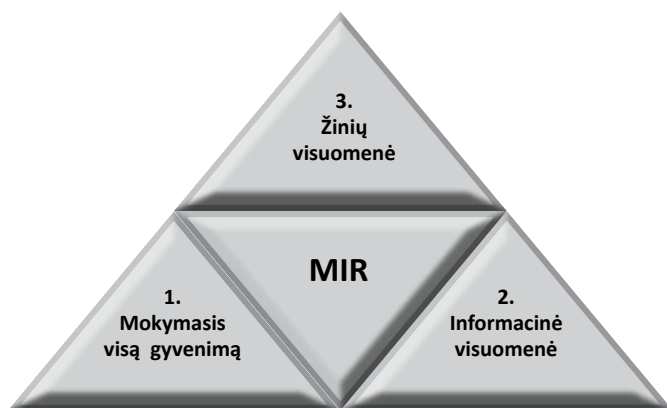 3.
Žinių
visuomenė
MIR
1.
Mokymasis
visą gyvenimą
2.
Informacinė
visuomenė